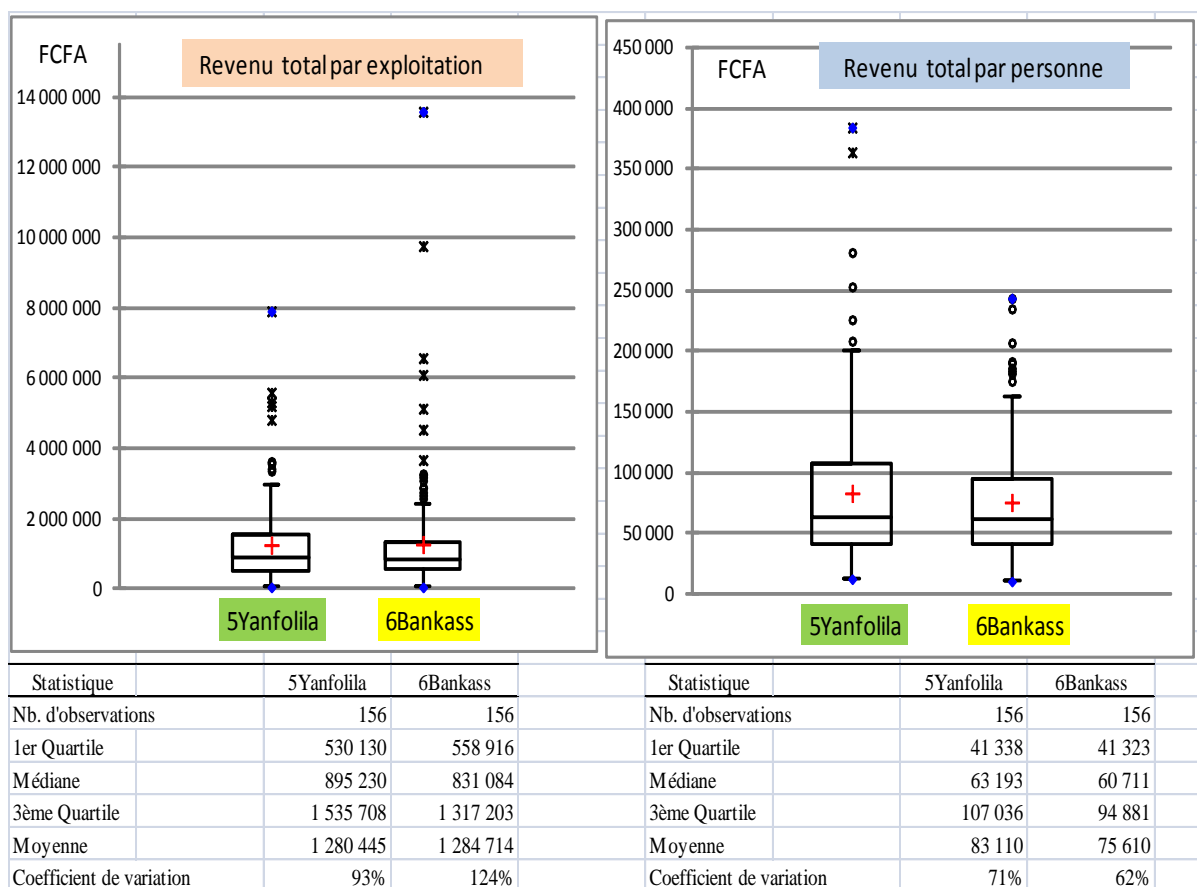 FCFA
Revenu total par exploitation
14 000 000
12 000 000
10 000 000
8 000 000
6 000 000
4 000 000
2 000 000
0
5Yanfolila
6Bankass
450 000
FCFA
Revenu total par personne
400 000
350 000
300 000
250 000
200 000
150 000
100 000
50 000
0
5Yanfolila
6Bankass
Statistique 5Yanfolila 6Bankass
Nb. d'observations 156 156
1er Quartile 530 130 558 916
Médiane 895 230 831 084
3ème Quartile 1 535 708 1 317 203
Moyenne 1 280 445 1 284 714
Coefficient de variation 93% 124%
Statistique 5Yanfolila 6Bankass
Nb. d'observations 156 156
1er Quartile 41 338 41 323
Médiane 63 193 60 711
3ème Quartile 107 036 94 881
Moyenne 83 110 75 610
Coefficient de variation 71% 62%